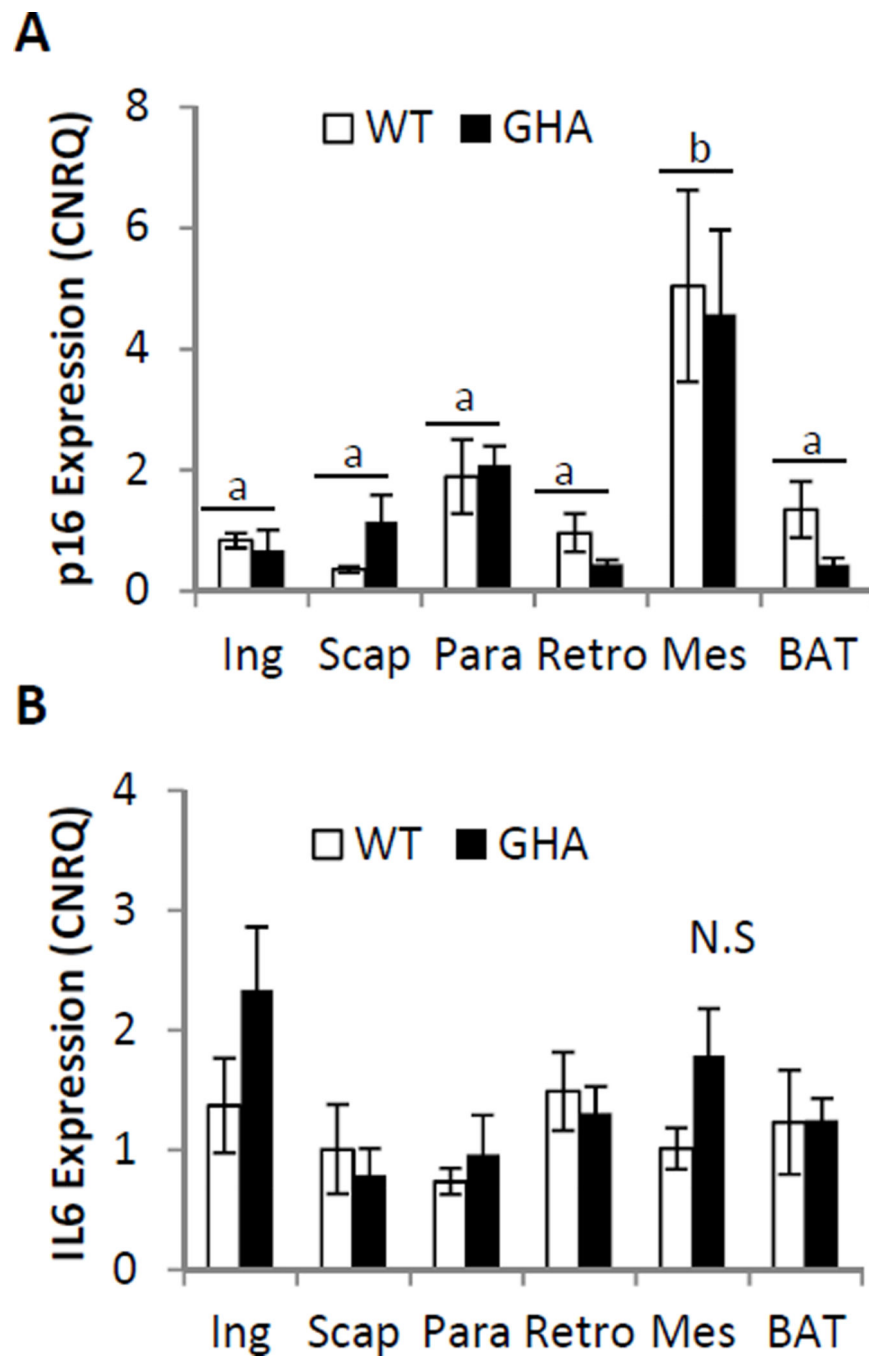 A
p16 Expression (CNRQ)
8
6
4
2
0
WT GHA
a
a
a
a
b
a
Ing Scap Para Retro Mes BAT
B
IL6 Expression (CNRQ)
4
3
2
1
0
WT GHA
N.S
Ing Scap Para Retro Mes BAT